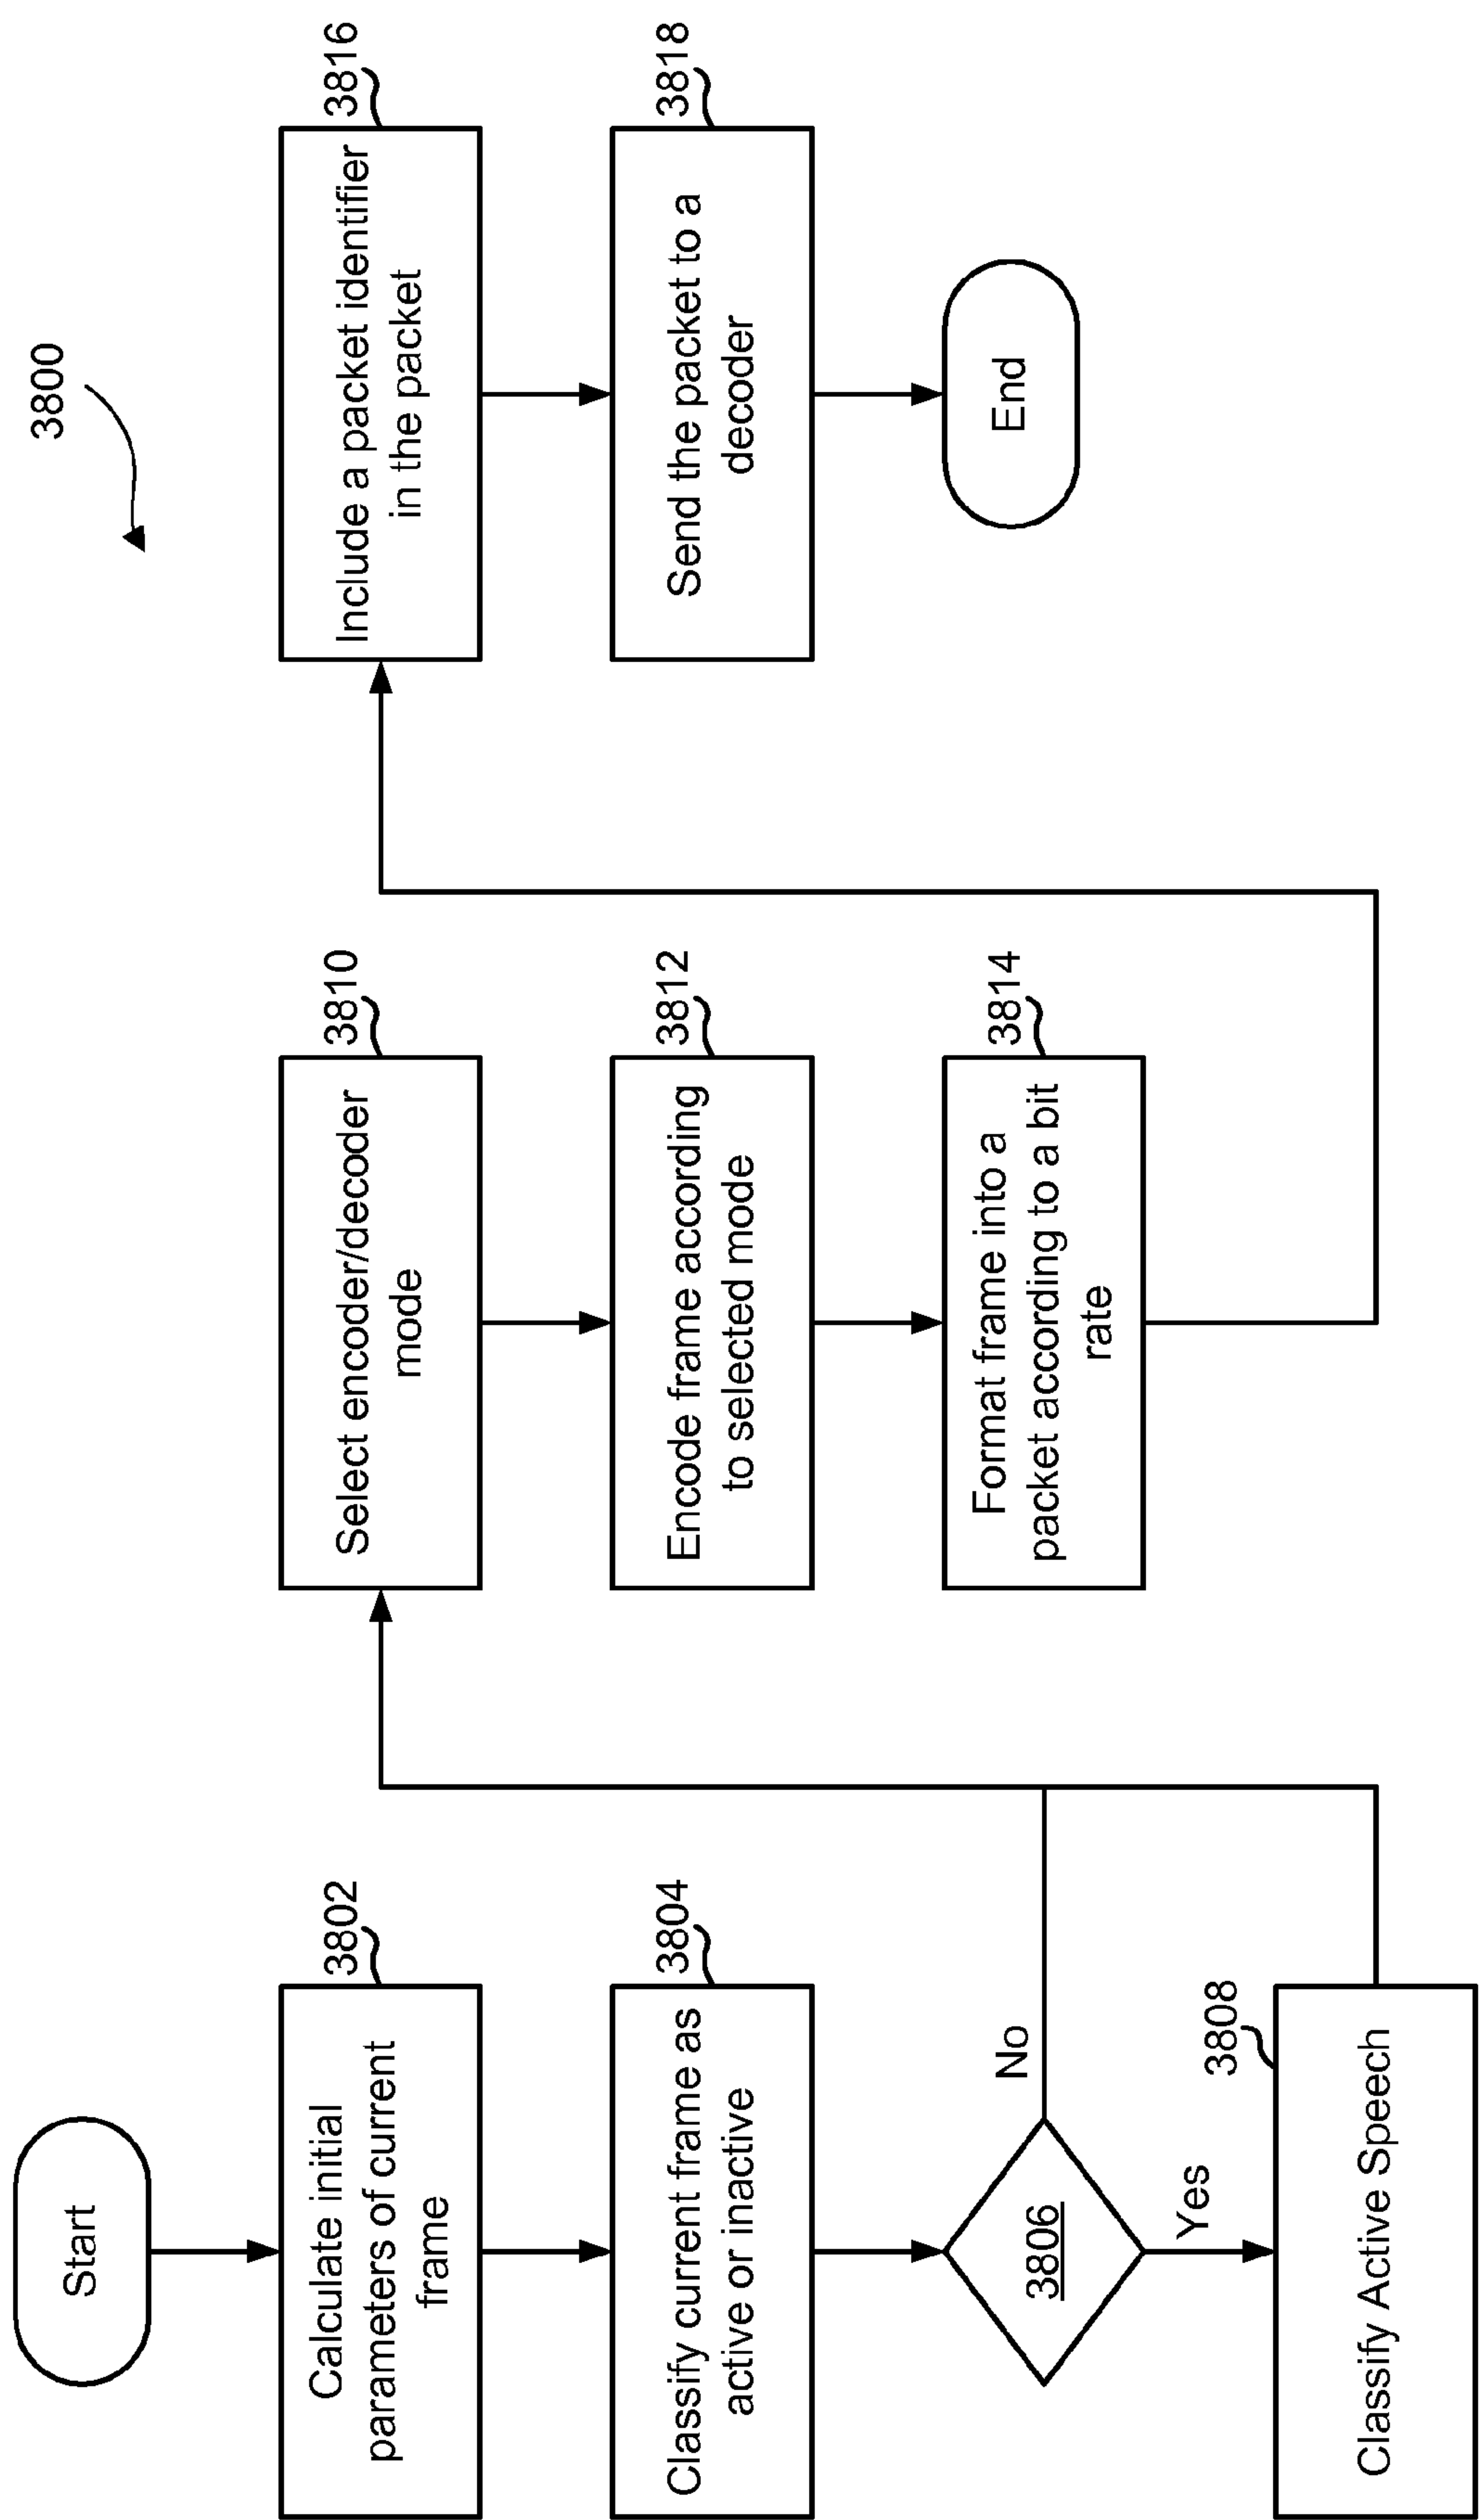 3800
Start
Calculate initial
parameters of current
frame
3802
Classify current frame as
active or inactive
3804
3806
No
Yes
3808
Classify Active Speech
Select encoder/decoder
mode
3810
Encode frame according
to selected mode
3812
Format frame into a
packet according to a bit
rate
3814
Include a packet identifier
in the packet
3816
Send the packet to a
decoder
3818
End